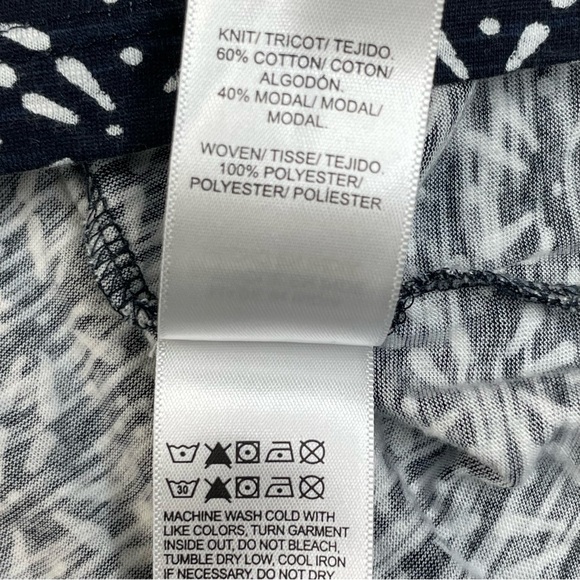 KNIT/ TRICOT/ TEJIDO.
60% COTTON/ COTON/
ALGODÓN.
40% MODAL/ MODAL/
MODAL.
WOVEN/ TISSE/ TEJIDO.
100% POLYESTER/
POLYESTER/ POLÍESTER
30
MACHINE WASH COLD WITH
LIKE COLORS, TURN GARMENT
INSIDE OUT, DO NOT BLEACH,
TUMBLE DRY LOW, COOL IRON
IF NECESSARY. DO NOT DRY